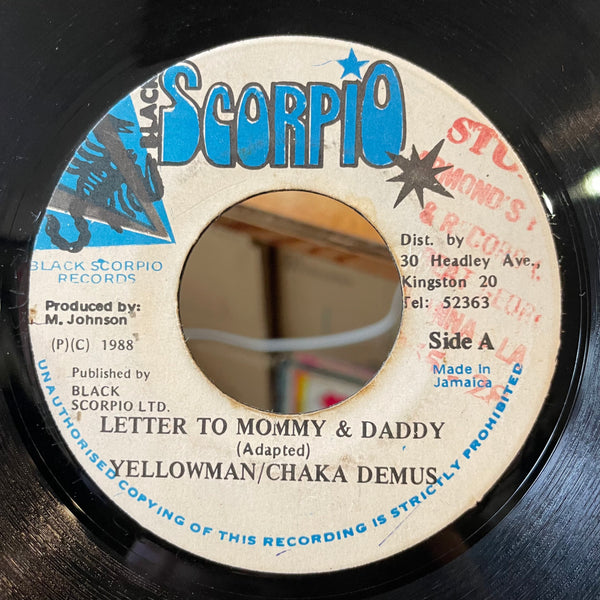 BLACK
SCORPIO
BLACK SCORPIO
RECORDS
Produced by:
M. Johnson
(P)(C) 1988
Published by
BLACK
SCORPIO LTD.
Dist. by
30 Headley Ave.,
Kingston 20
Tel: 52363
Side A
Made in
Jamaica
LETTER TO MOMMY & DADDY
(Adapted)
YELLOWMAN/CHAKA DEMUS
UNAUTHORISED COPYING OF THIS RECORDING IS STRICTLY PROHIBITED